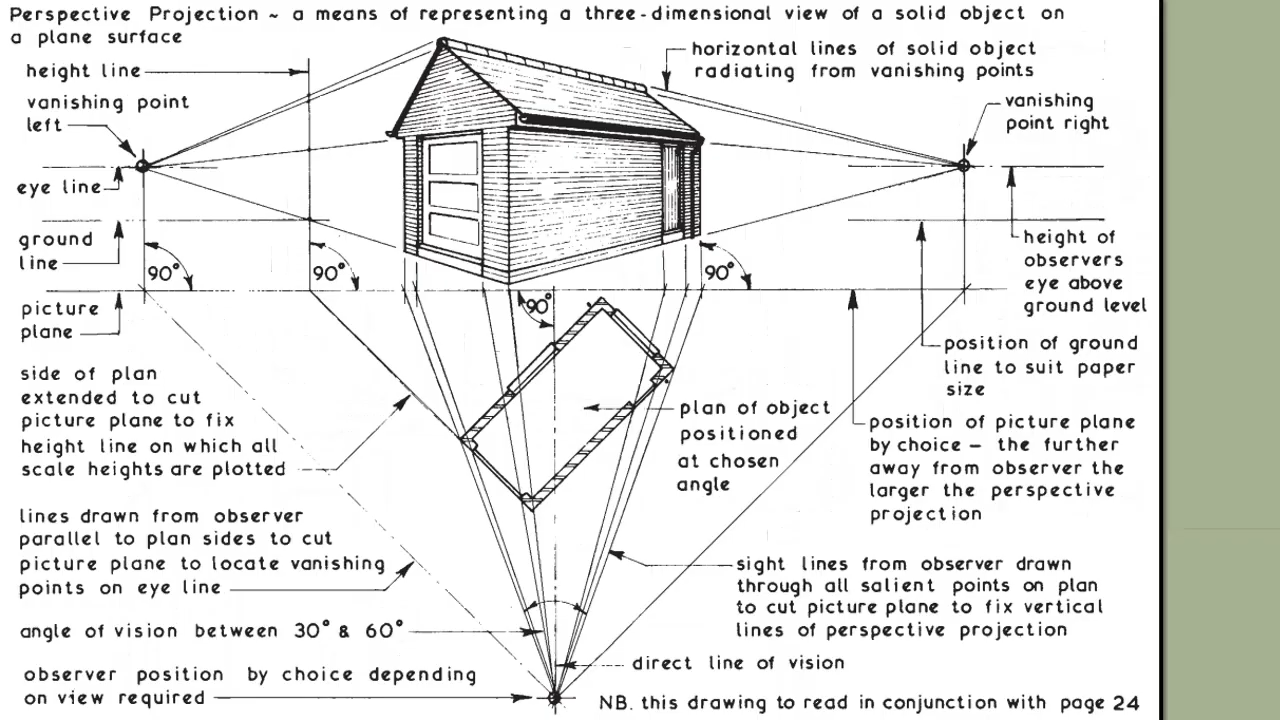 Perspective Projection ~ a means of representing a three-dimensional view of a solid object on
a plane surface
height line
horizontal lines of solid object
radiating from vanishing points
vanishing point
left
vanishing
point right
eye line
ground
line
90°
90°
90°
height of
observers
eye above
ground level
picture
plane
90°
position of ground
line to suit paper
size
side of plan
extended to cut
picture plane to fix
height line on which all
scale heights are plotted
plan of object
positioned
at chosen
angle
position of picture plane
by choice – the further
away from observer the
larger the perspective
projection
lines drawn from observer
parallel to plan sides to cut
picture plane to locate vanishing
points on eye line
sight lines from observer drawn
through all salient points on plan
to cut picture plane to fix vertical
lines of perspective projection
angle of vision between 30° & 60°
direct line of vision
observer position by choice depending
on view required
NB. this drawing to read in conjunction with page 24